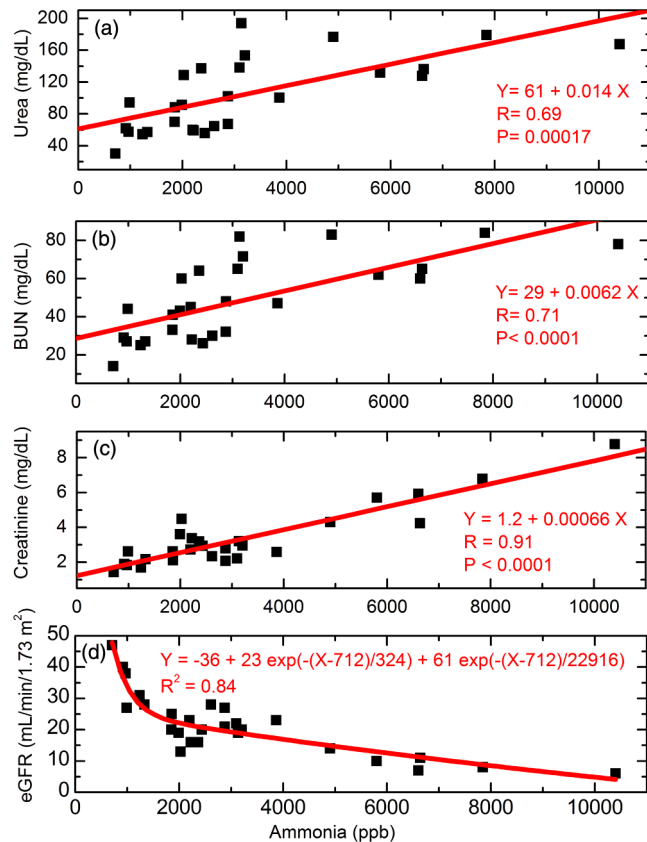 (a)
200
160
120
80
40
Urea (mg/dL)
Y= 61 + 0.014 X
R= 0.69
P= 0.00017
0 2000 4000 6000 8000 10000
(b)
80
60
40
20
BUN (mg/dL)
Y = 29 + 0.0062 X
R= 0.71
P< 0.0001
0 2000 4000 6000 8000 10000
(c)
8
6
4
2
Creatinine (mg/dL)
Y = 1.2 + 0.00066 X
R = 0.91
P < 0.0001
0 2000 4000 6000 8000 10000
(d)
50
40
30
20
10
0
eGFR (mL/min/1.73 m²)
Y = -36 + 23 exp(-(X-712)/324) + 61 exp(-(X-712)/22916)
R² = 0.84
0 2000 4000 6000 8000 10000
Ammonia (ppb)